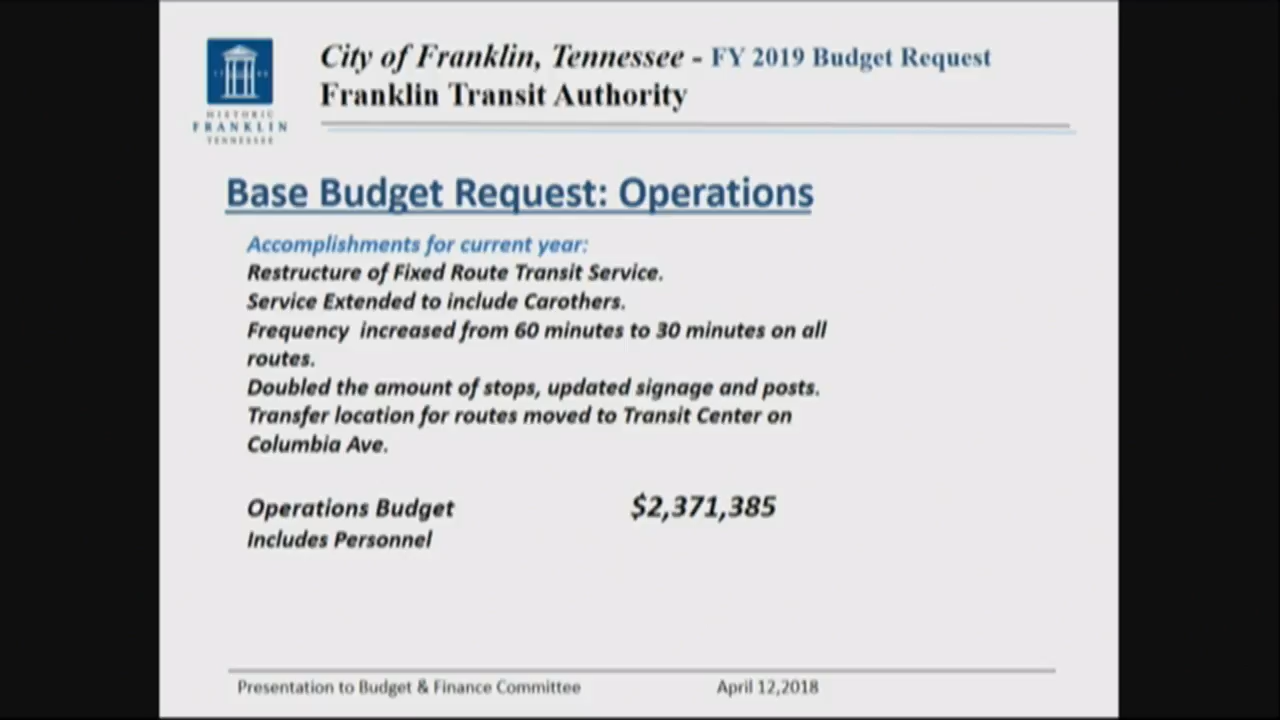 City of Franklin, Tennessee - FY 2019 Budget Request
Franklin Transit Authority
HISTORIC
FRANKLIN
TENNESSEE
Base Budget Request: Operations
Accomplishments for current year:
Restructure of Fixed Route Transit Service.
Service Extended to include Carothers.
Frequency increased from 60 minutes to 30 minutes on all
routes.
Doubled the amount of stops, updated signage and posts.
Transfer location for routes moved to Transit Center on
Columbia Ave.
Operations Budget $2,371,385
Includes Personnel
Presentation to Budget & Finance Committee April 12,2018